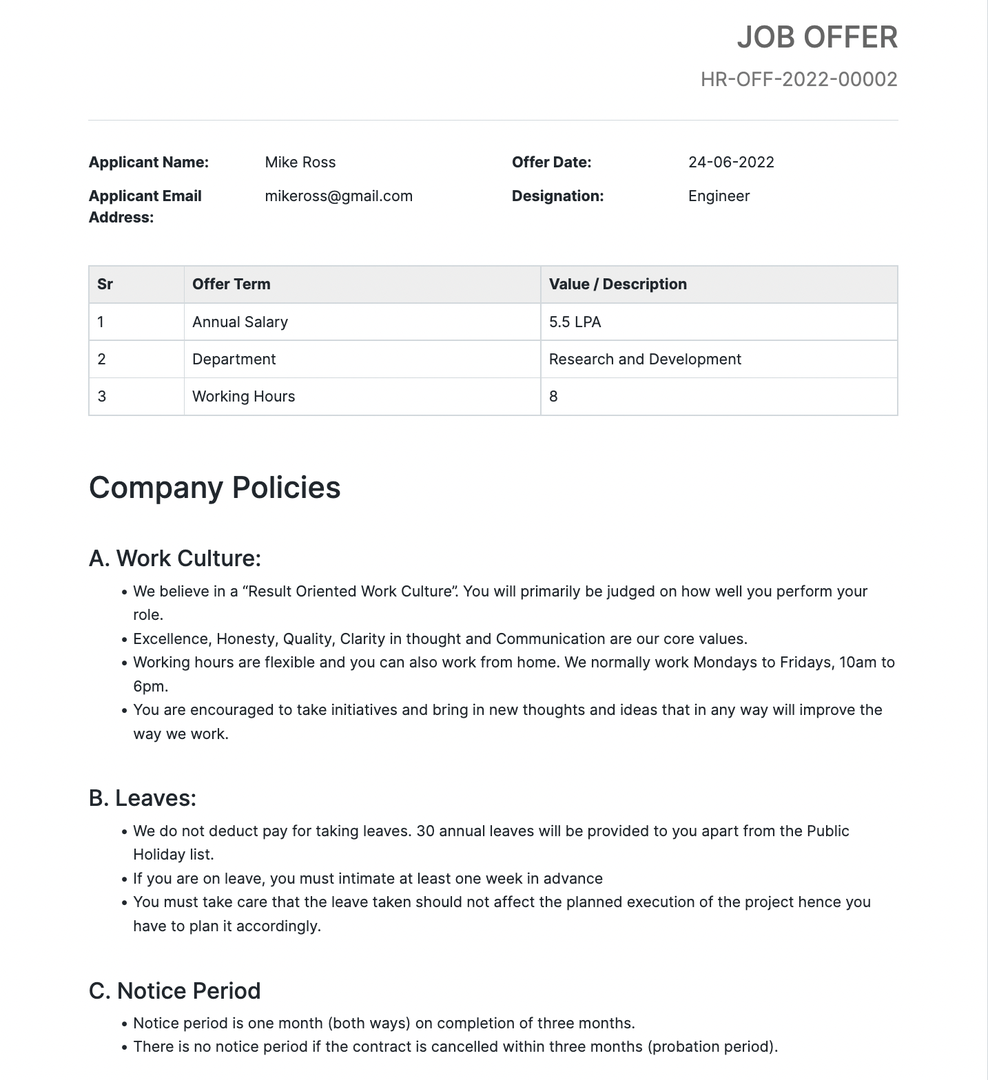 JOB OFFER
HR-OFF-2022-00002
Applicant Name: Mike Ross Offer Date: 24-06-2022
Applicant Email Address: mikeross@gmail.com Designation: Engineer
Sr Offer Term Value / Description
1 Annual Salary 5.5 LPA
2 Department Research and Development
3 Working Hours 8
Company Policies
A. Work Culture:
• We believe in a “Result Oriented Work Culture”. You will primarily be judged on how well you perform your
role.
• Excellence, Honesty, Quality, Clarity in thought and Communication are our core values.
• Working hours are flexible and you can also work from home. We normally work Mondays to Fridays, 10am to
6pm.
• You are encouraged to take initiatives and bring in new thoughts and ideas that in any way will improve the
way we work.
B. Leaves:
• We do not deduct pay for taking leaves. 30 annual leaves will be provided to you apart from the Public
Holiday list.
• If you are on leave, you must intimate at least one week in advance
• You must take care that the leave taken should not affect the planned execution of the project hence you
have to plan it accordingly.
C. Notice Period
• Notice period is one month (both ways) on completion of three months.
• There is no notice period if the contract is cancelled within three months (probation period).